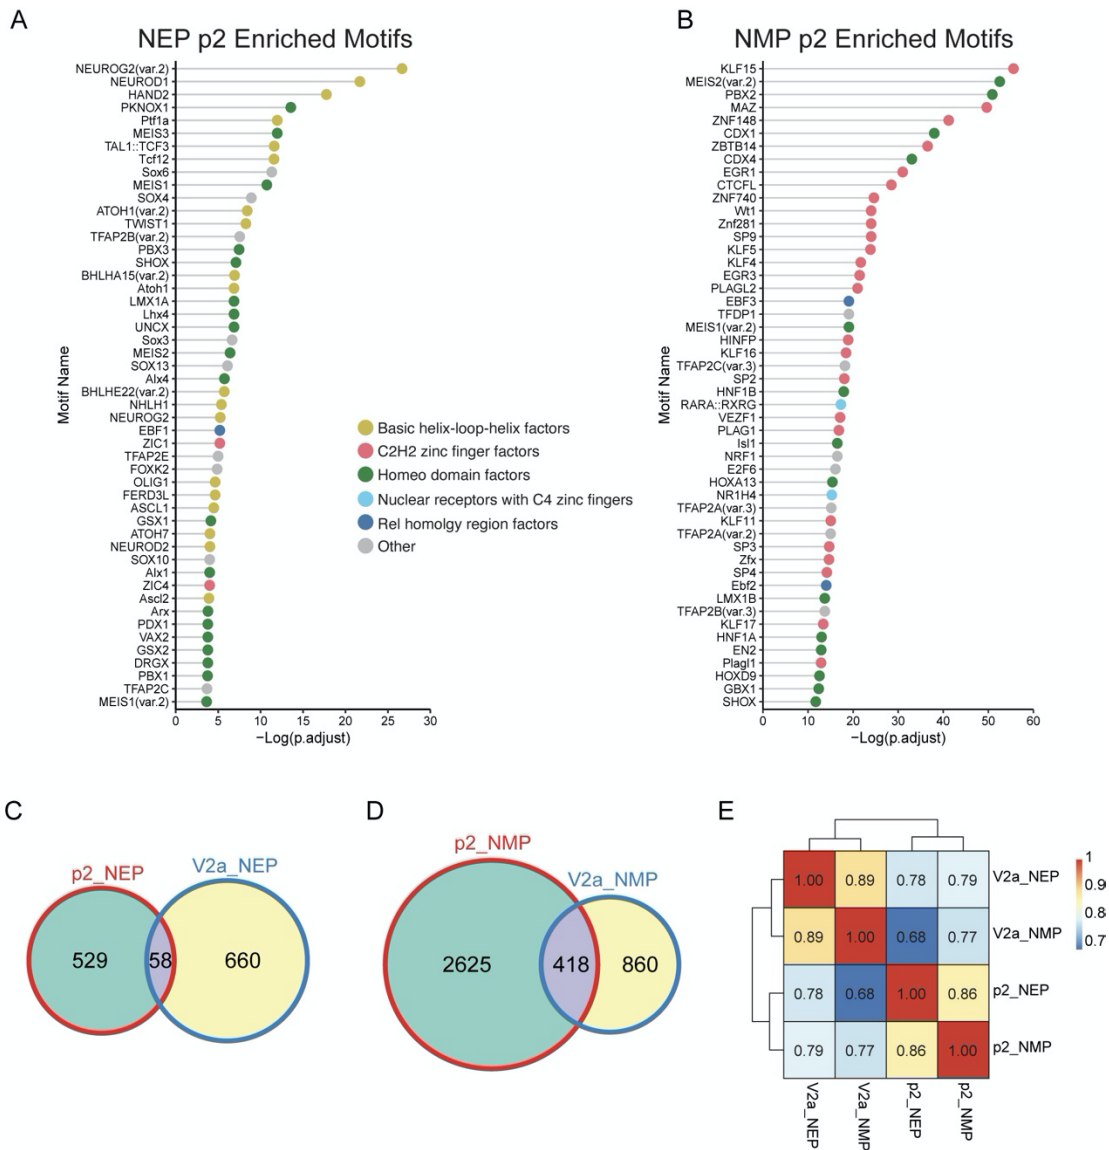 A
NEP p2 Enriched Motifs
Motif Name
NEUROG2(var.2)
NEUROD1
HAND2
PKNOX1
Ptf1a
MEIS3
TAL1::TCF3
Tcf12
Sox6
MEIS1
SOX4
ATOH1(var.2)
TWIST1
TFAP2B(var.2)
PBX3
SHOX
BHLHA15(var.2)
Atoh1
LMX1A
Lhx4
UNCX
Sox3
MEIS2
SOX13
Alx4
BHLHE22(var.2)
NHLH1
NEUROG2
EBF1
ZIC1
TFAP2E
FOXK2
OLIG1
FERD3L
ASCL1
GSX1
ATOH7
NEUROD2
SOX10
Alx1
ZIC4
Ascl2
Arx
PDX1
VAX2
GSX2
DRGX
PBX1
TFAP2C
MEIS1(var.2)
0 5 10 15 20 25 30
−Log(p.adjust)
Basic helix-loop-helix factors
C2H2 zinc finger factors
Homeo domain factors
Nuclear receptors with C4 zinc fingers
Rel homolgy region factors
Other
B
NMP p2 Enriched Motifs
Motif Name
KLF15
MEIS2(var.2)
PBX2
MAZ
ZNF148
CDX1
ZBTB14
CDX4
EGR1
CTCFL
ZNF740
Wt1
Znf281
SP9
KLF5
KLF4
EGR3
PLAGL2
EBF3
TFDP1
MEIS1(var.2)
HINFP
KLF16
TFAP2C(var.3)
SP2
HNF1B
RARA::RXRG
VEZF1
PLAG1
Isl1
NRF1
E2F6
HOXA13
NR1H4
TFAP2A(var.3)
KLF11
TFAP2A(var.2)
SP3
Zfx
SP4
Ebf2
LMX1B
TFAP2B(var.3)
KLF17
HNF1A
EN2
Plagl1
HOXD9
GBX1
SHOX
0 10 20 30 40 50 60
−Log(p.adjust)
C
p2_NEP
V2a_NEP
529 58 660
D
p2_NMP
V2a_NMP
2625 418 860
E
1.00 0.89 0.78 0.79 V2a_NEP
0.89 1.00 0.68 0.77 V2a_NMP
0.78 0.68 1.00 0.86 p2_NEP
0.79 0.77 0.86 1.00 p2_NMP
V2a_NEP
V2a_NMP
p2_NEP
p2_NMP
1
0.9
0.8
0.7